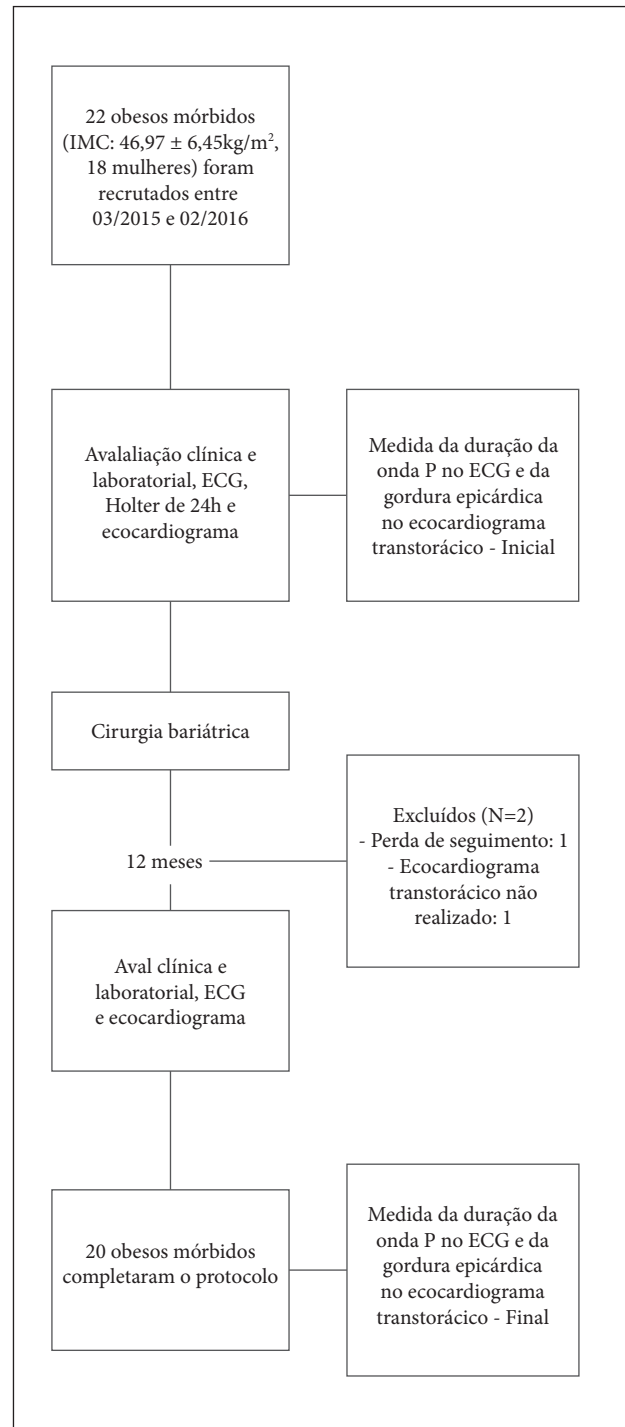 22 obesos mórbidos
(IMC: 46,97 ± 6,45kg/m², 
18 mulheres) foram
recrutados entre
03/2015 e 02/2016
Avalaliação clínica e
laboratorial, ECG,
Holter de 24h e
ecocardiograma
Medida da duração da
onda P no ECG e da
gordura epicárdica
no ecocardiograma
transtorácico - Inicial
Cirurgia bariátrica
12 meses
Excluídos (N=2)
- Perda de seguimento: 1
- Ecocardiograma
transtorácico não
realizado: 1
Aval clínica e
laboratorial, ECG
e ecocardiograma
20 obesos mórbidos
completaram o protocolo
Medida da duração da
onda P no ECG e da
gordura epicárdica
no ecocardiograma
transtorácico - Final